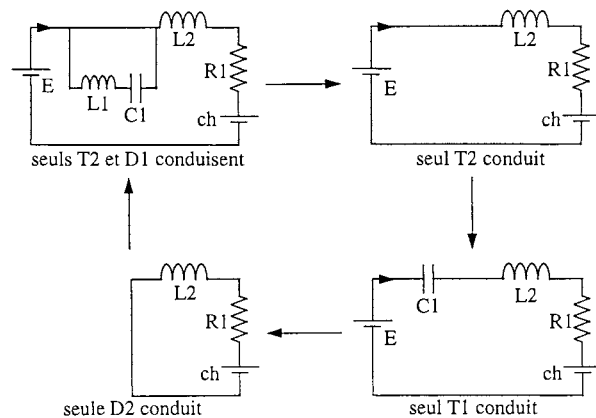 L2
R1
E
L1
C1
ch
seuls T2 et D1 conduisent
L2
R1
E
ch
seul T2 conduit
L2
R1
ch
seule D2 conduit
C1
L2
R1
E
ch
seul T1 conduit